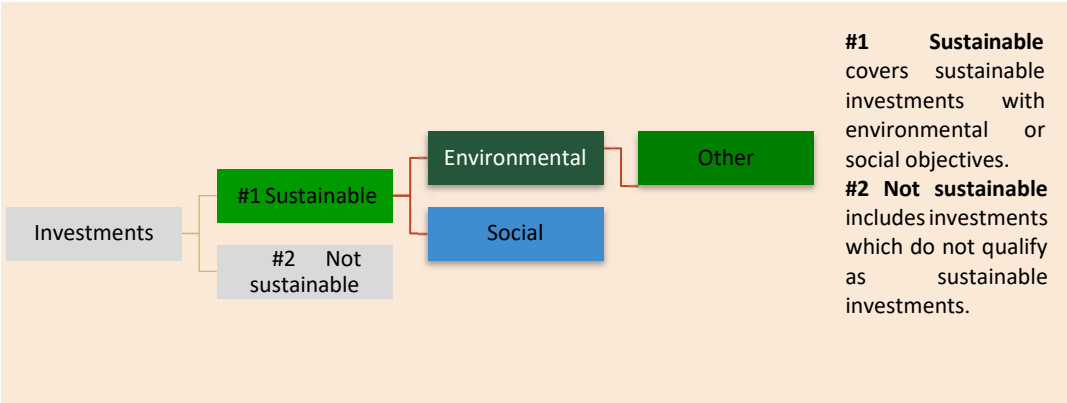 Investments
#1 Sustainable
#2 Not
sustainable
Environmental
Social
Other
#1 Sustainable
covers sustainable
investments with
environmental or
social objectives.
#2 Not sustainable
includes investments
which do not qualify
as sustainable
investments.